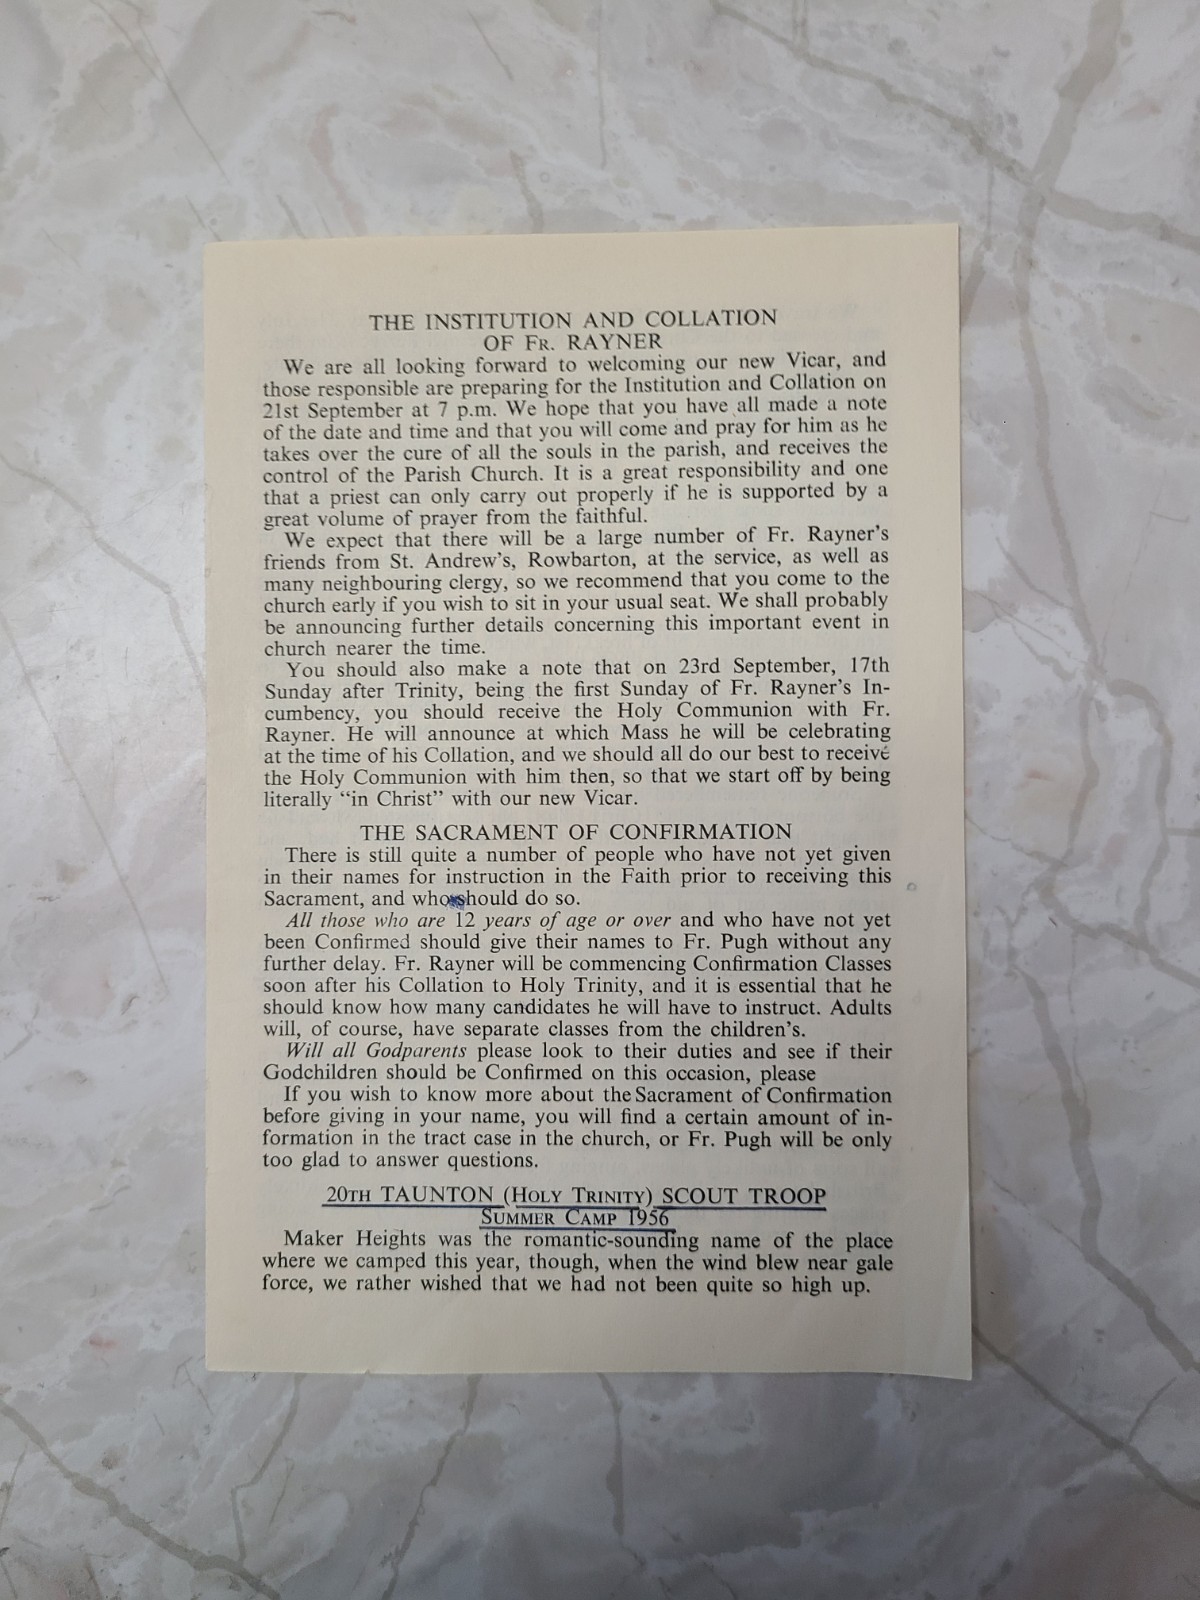 THE INSTITUTION AND COLLATION
OF FR. RAYNER
We are all looking forward to welcoming our new Vicar, and
those responsible are preparing for the Institution and Collation on
21st September at 7 p.m. We hope that you have all made a note
of the date and time and that you will come and pray for him as he
takes over the cure of all the souls in the parish, and receives the
control of the Parish Church. It is a great responsibility and one
that a priest can only carry out properly if he is supported by a
great volume of prayer from the faithful.
We expect that there will be a large number of Fr. Rayner's
friends from St. Andrew's, Rowbarton, at the service, as well as
many neighbouring clergy, so we recommend that you come to the
church early if you wish to sit in your usual seat. We shall probably
be announcing further details concerning this important event in
church nearer the time.
You should also make a note that on 23rd September, 17th
Sunday after Trinity, being the first Sunday of Fr. Rayner's In-
cumbency, you should receive the Holy Communion with Fr.
Rayner. He will announce at which Mass he will be celebrating
at the time of his Collation, and we should all do our best to receive
the Holy Communion with him then, so that we start off by being
literally “in Christ” with our new Vicar.
THE SACRAMENT OF CONFIRMATION
There is still quite a number of people who have not yet given
in their names for instruction in the Faith prior to receiving this
Sacrament, and who should do so.
All those who are 12 years of age or over and who have not yet
been Confirmed should give their names to Fr. Pugh without any
further delay. Fr. Rayner will be commencing Confirmation Classes
soon after his Collation to Holy Trinity, and it is essential that he
should know how many candidates he will have to instruct. Adults
will, of course, have separate classes from the children's.
Will all Godparents please look to their duties and see if their
Godchildren should be Confirmed on this occasion, please
If you wish to know more about the Sacrament of Confirmation
before giving in your name, you will find a certain amount of in-
formation in the tract case in the church, or Fr. Pugh will be only
too glad to answer questions.
20TH TAUNTON (HOLY TRINITY) SCOUT TROOP
SUMMER CAMP 1956
Maker Heights was the romantic-sounding name of the place
where we camped this year, though, when the wind blew near gale
force, we rather wished that we had not been quite so high up.